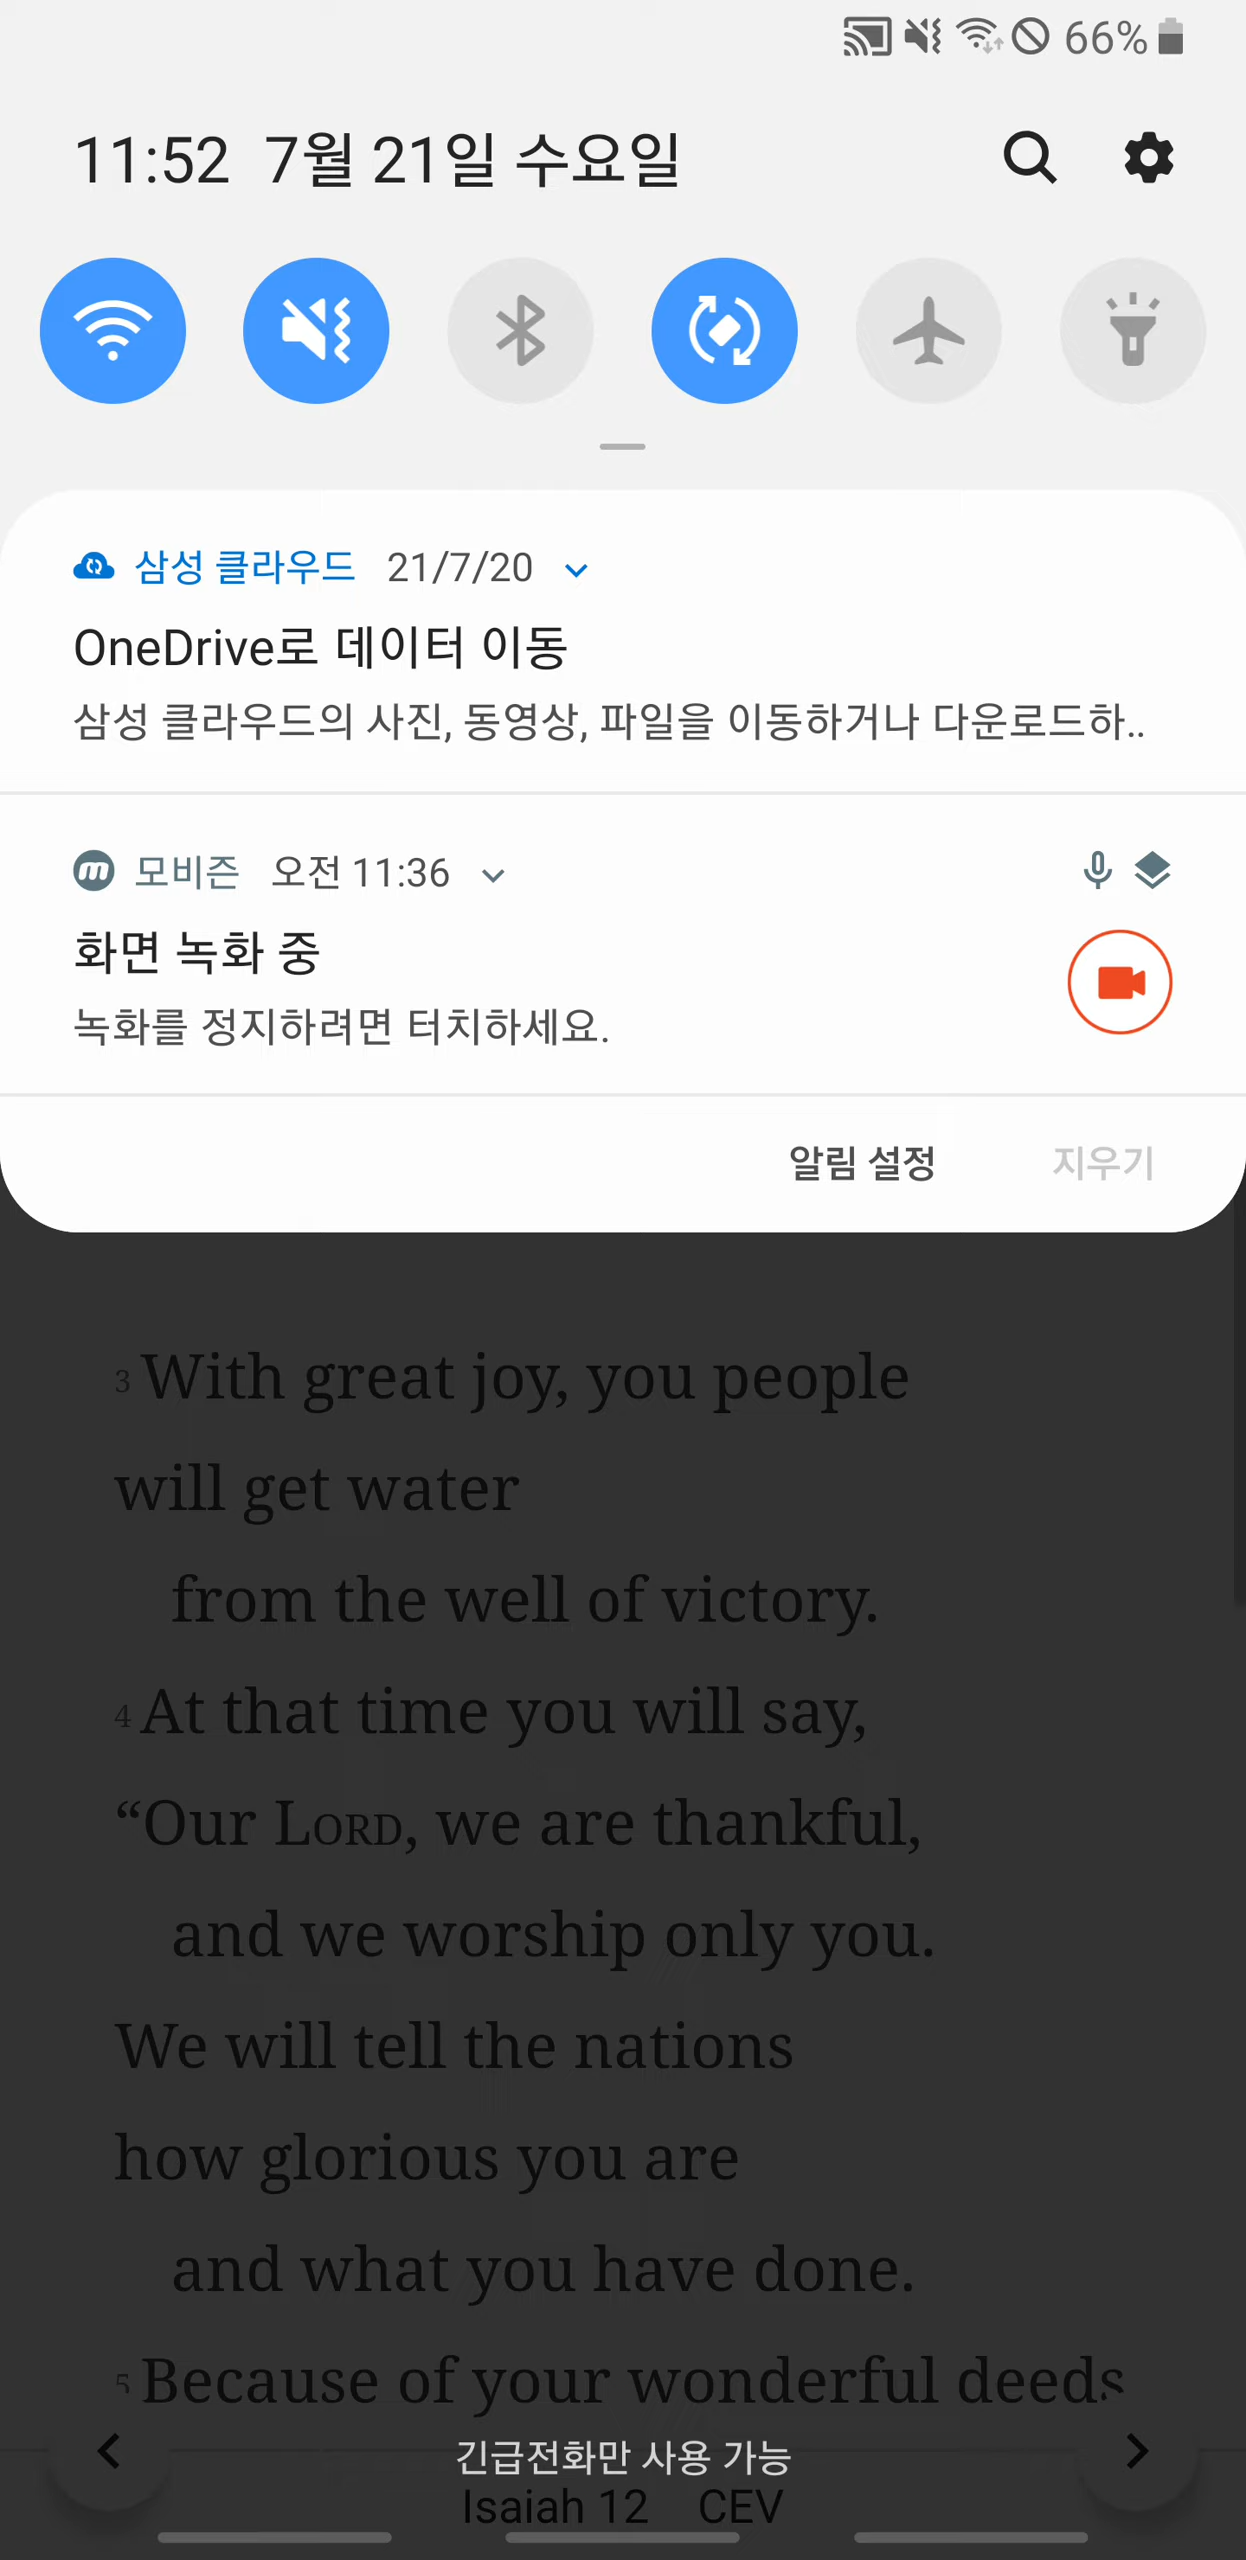 66%
11:52 7월 21일 수요일
삼성 클라우드 21/7/20
OneDrive로 데이터 이동
삼성 클라우드의 사진, 동영상, 파일을 이동하거나 다운로드하..
모비즌 오전 11:36
화면 녹화 중
녹화를 정지하려면 터치하세요.
알림 설정 지우기
3 With great joy, you people
will get water
from the well of victory.
4 At that time you will say,
“Our LORD, we are thankful,
and we worship only you.
We will tell the nations
how glorious you are
and what you have done.
5 Because of your wonderful deeds
긴급전화만 사용 가능
Isaiah 12 CEV